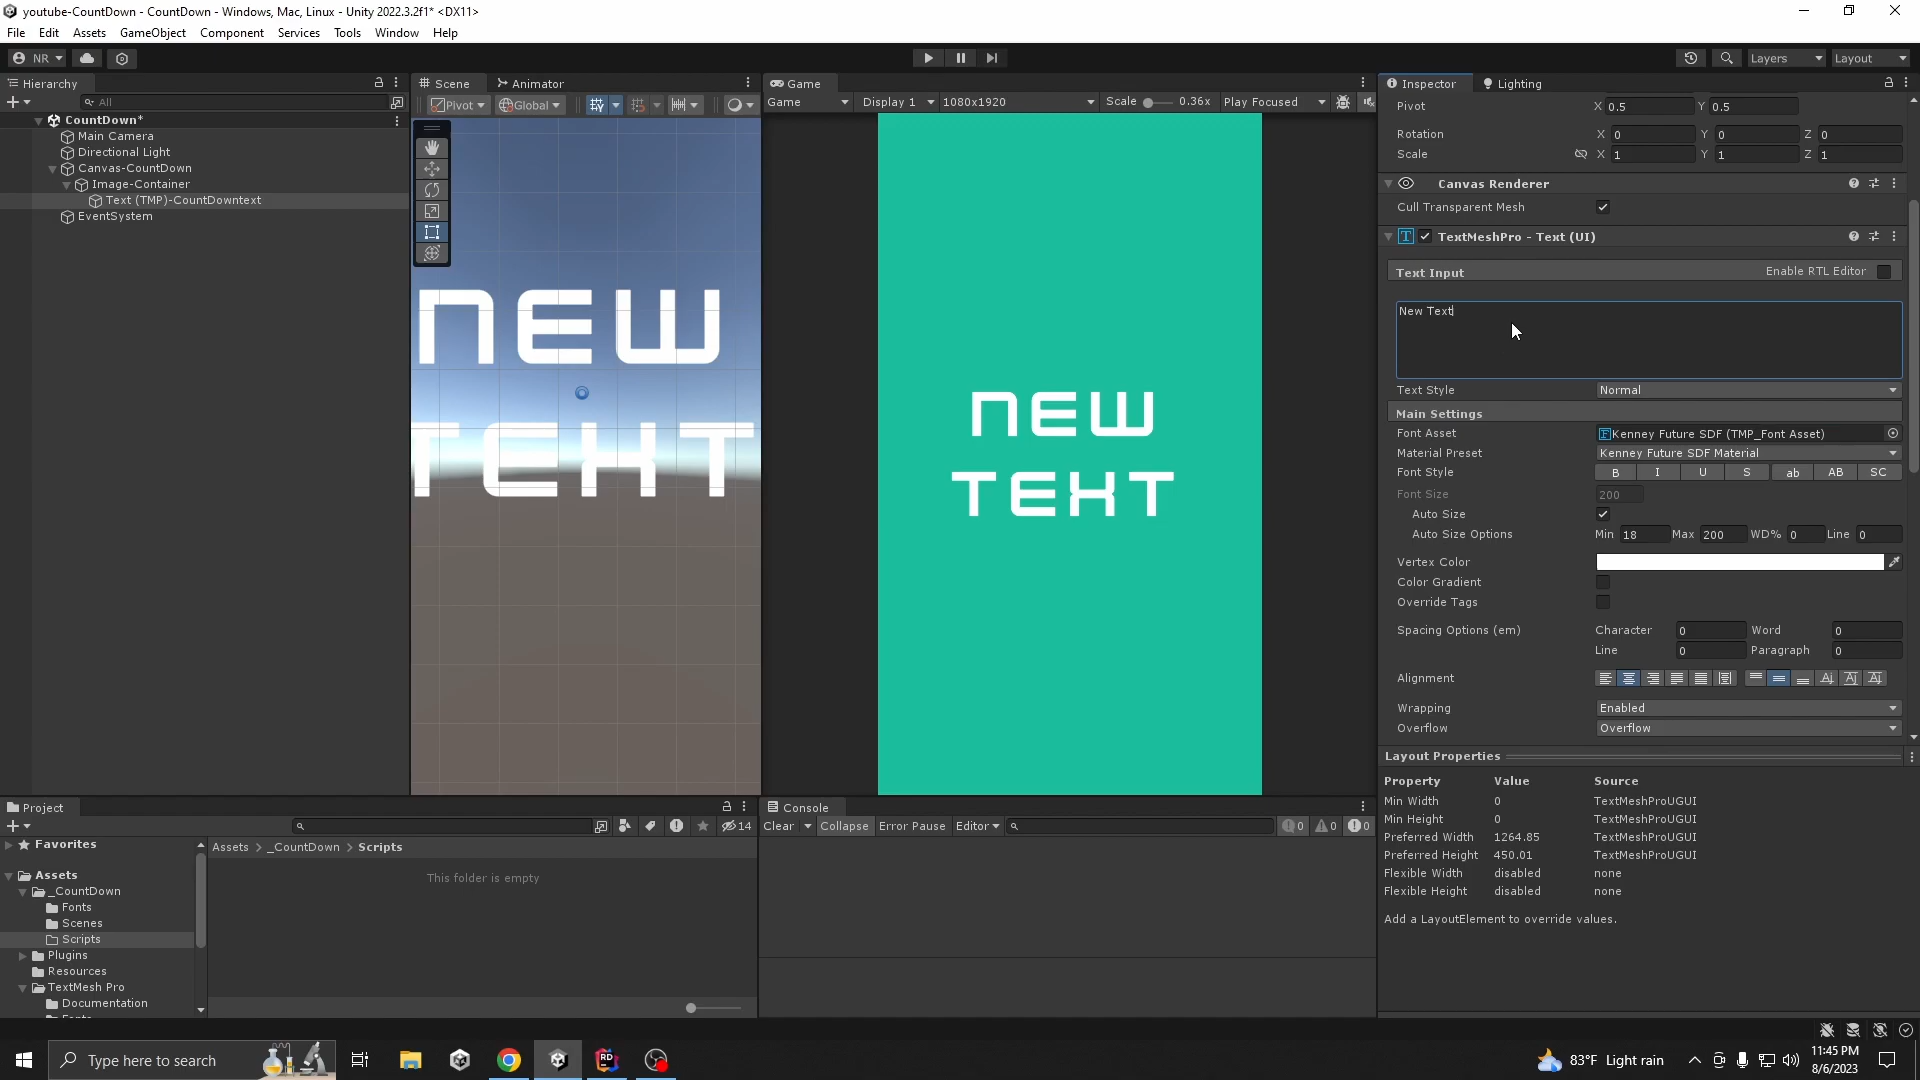 youtube-CountDown - CountDown - Windows, Mac, Linux - Unity 2022.3.2f1* <DX11>
File Edit Assets GameObject Component Services Tools Window Help
NR Layers Layout
Hierarchy
All
CountDown*
Main Camera
Directional Light
Canvas-CountDown
Image-Container
Text (TMP)-CountDowntext
EventSystem
Scene Animator
Pivot Global
NEW
TEXT
Game
Game Display 1 1080x1920 Scale 0.36x Play Focused
NEW
TEXT
Inspector Lighting
Pivot X 0.5 Y 0.5
Rotation X 0 Y 0 Z 0
Scale X 1 Y 1 Z 1
Canvas Renderer
Cull Transparent Mesh
TextMeshPro - Text (UI)
Text Input Enable RTL Editor
New Text
Text Style Normal
Main Settings
Font Asset Kenney Future SDF (TMP_Font Asset)
Material Preset Kenney Future SDF Material
Font Style B I U S ab AB SC
Font Size 200
Auto Size
Auto Size Options Min 18 Max 200 WD% 0 Line 0
Vertex Color
Color Gradient
Override Tags
Spacing Options (em) Character 0 Word 0
Line 0 Paragraph 0
Alignment
Wrapping Enabled
Overflow Overflow
Layout Properties
Property Value Source
Min Width 0 TextMeshProUGUI
Min Height 0 TextMeshProUGUI
Preferred Width 1264.85 TextMeshProUGUI
Preferred Height 450.01 TextMeshProUGUI
Flexible Width disabled none
Flexible Height disabled none
Add a LayoutElement to override values.
Project
14
Favorites
Assets
_CountDown
Fonts
Scenes
Scripts
Plugins
Resources
TextMesh Pro
Documentation
Assets > _CountDown > Scripts
This folder is empty
Console
Clear Collapse Error Pause Editor 0 0 0
Type here to search
RD
83°F Light rain
11:45 PM
8/6/2023